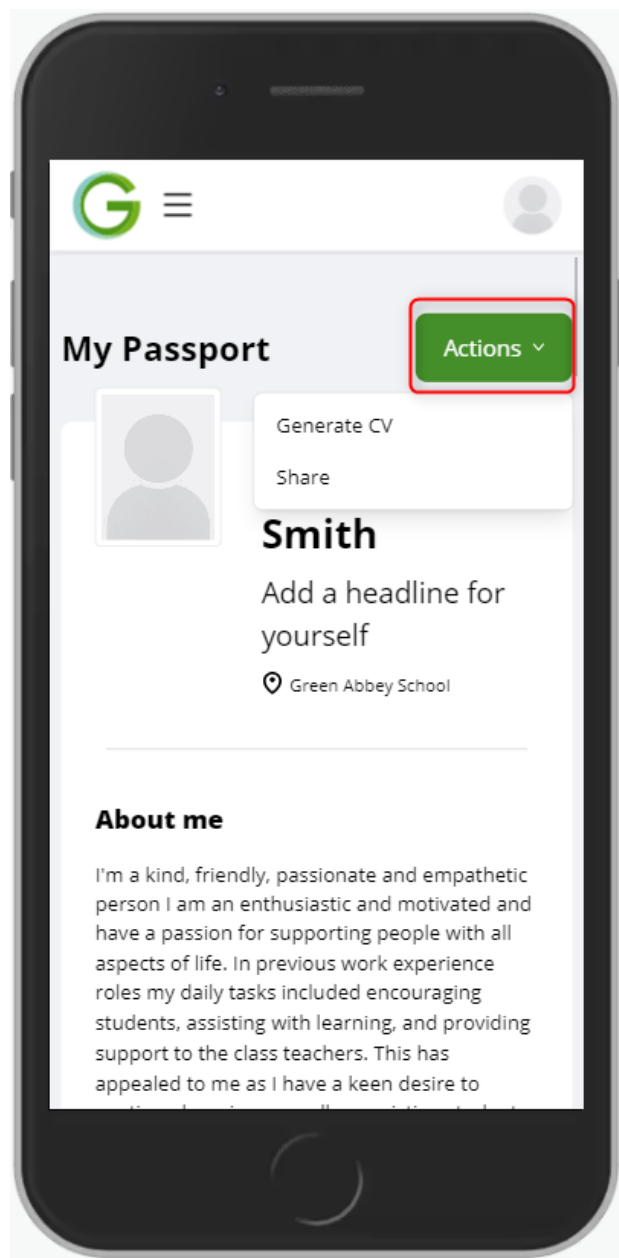 G
My Passport
Actions
Generate CV
Share
Smith
Add a headline for
yourself
Green Abbey School
About me
I'm a kind, friendly, passionate and empathetic
person I am an enthusiastic and motivated and
have a passion for supporting people with all
aspects of life. In previous work experience
roles my daily tasks included encouraging
students, assisting with learning, and providing
support to the class teachers. This has
appealed to me as I have a keen desire to